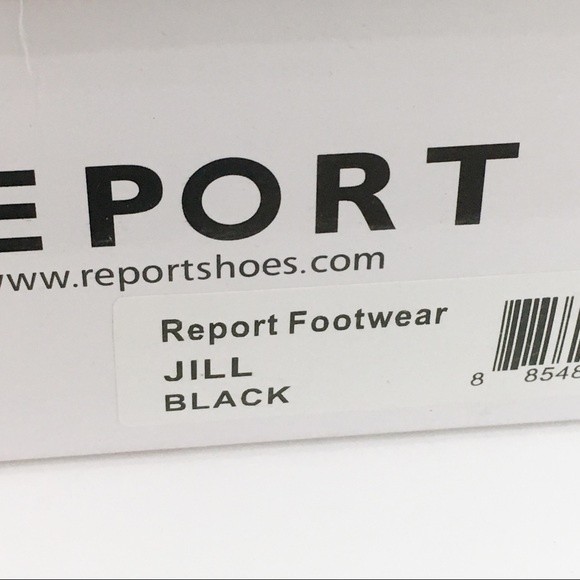 EPORT
www.reportshoes.com
Report Footwear
JILL
BLACK
8 8548